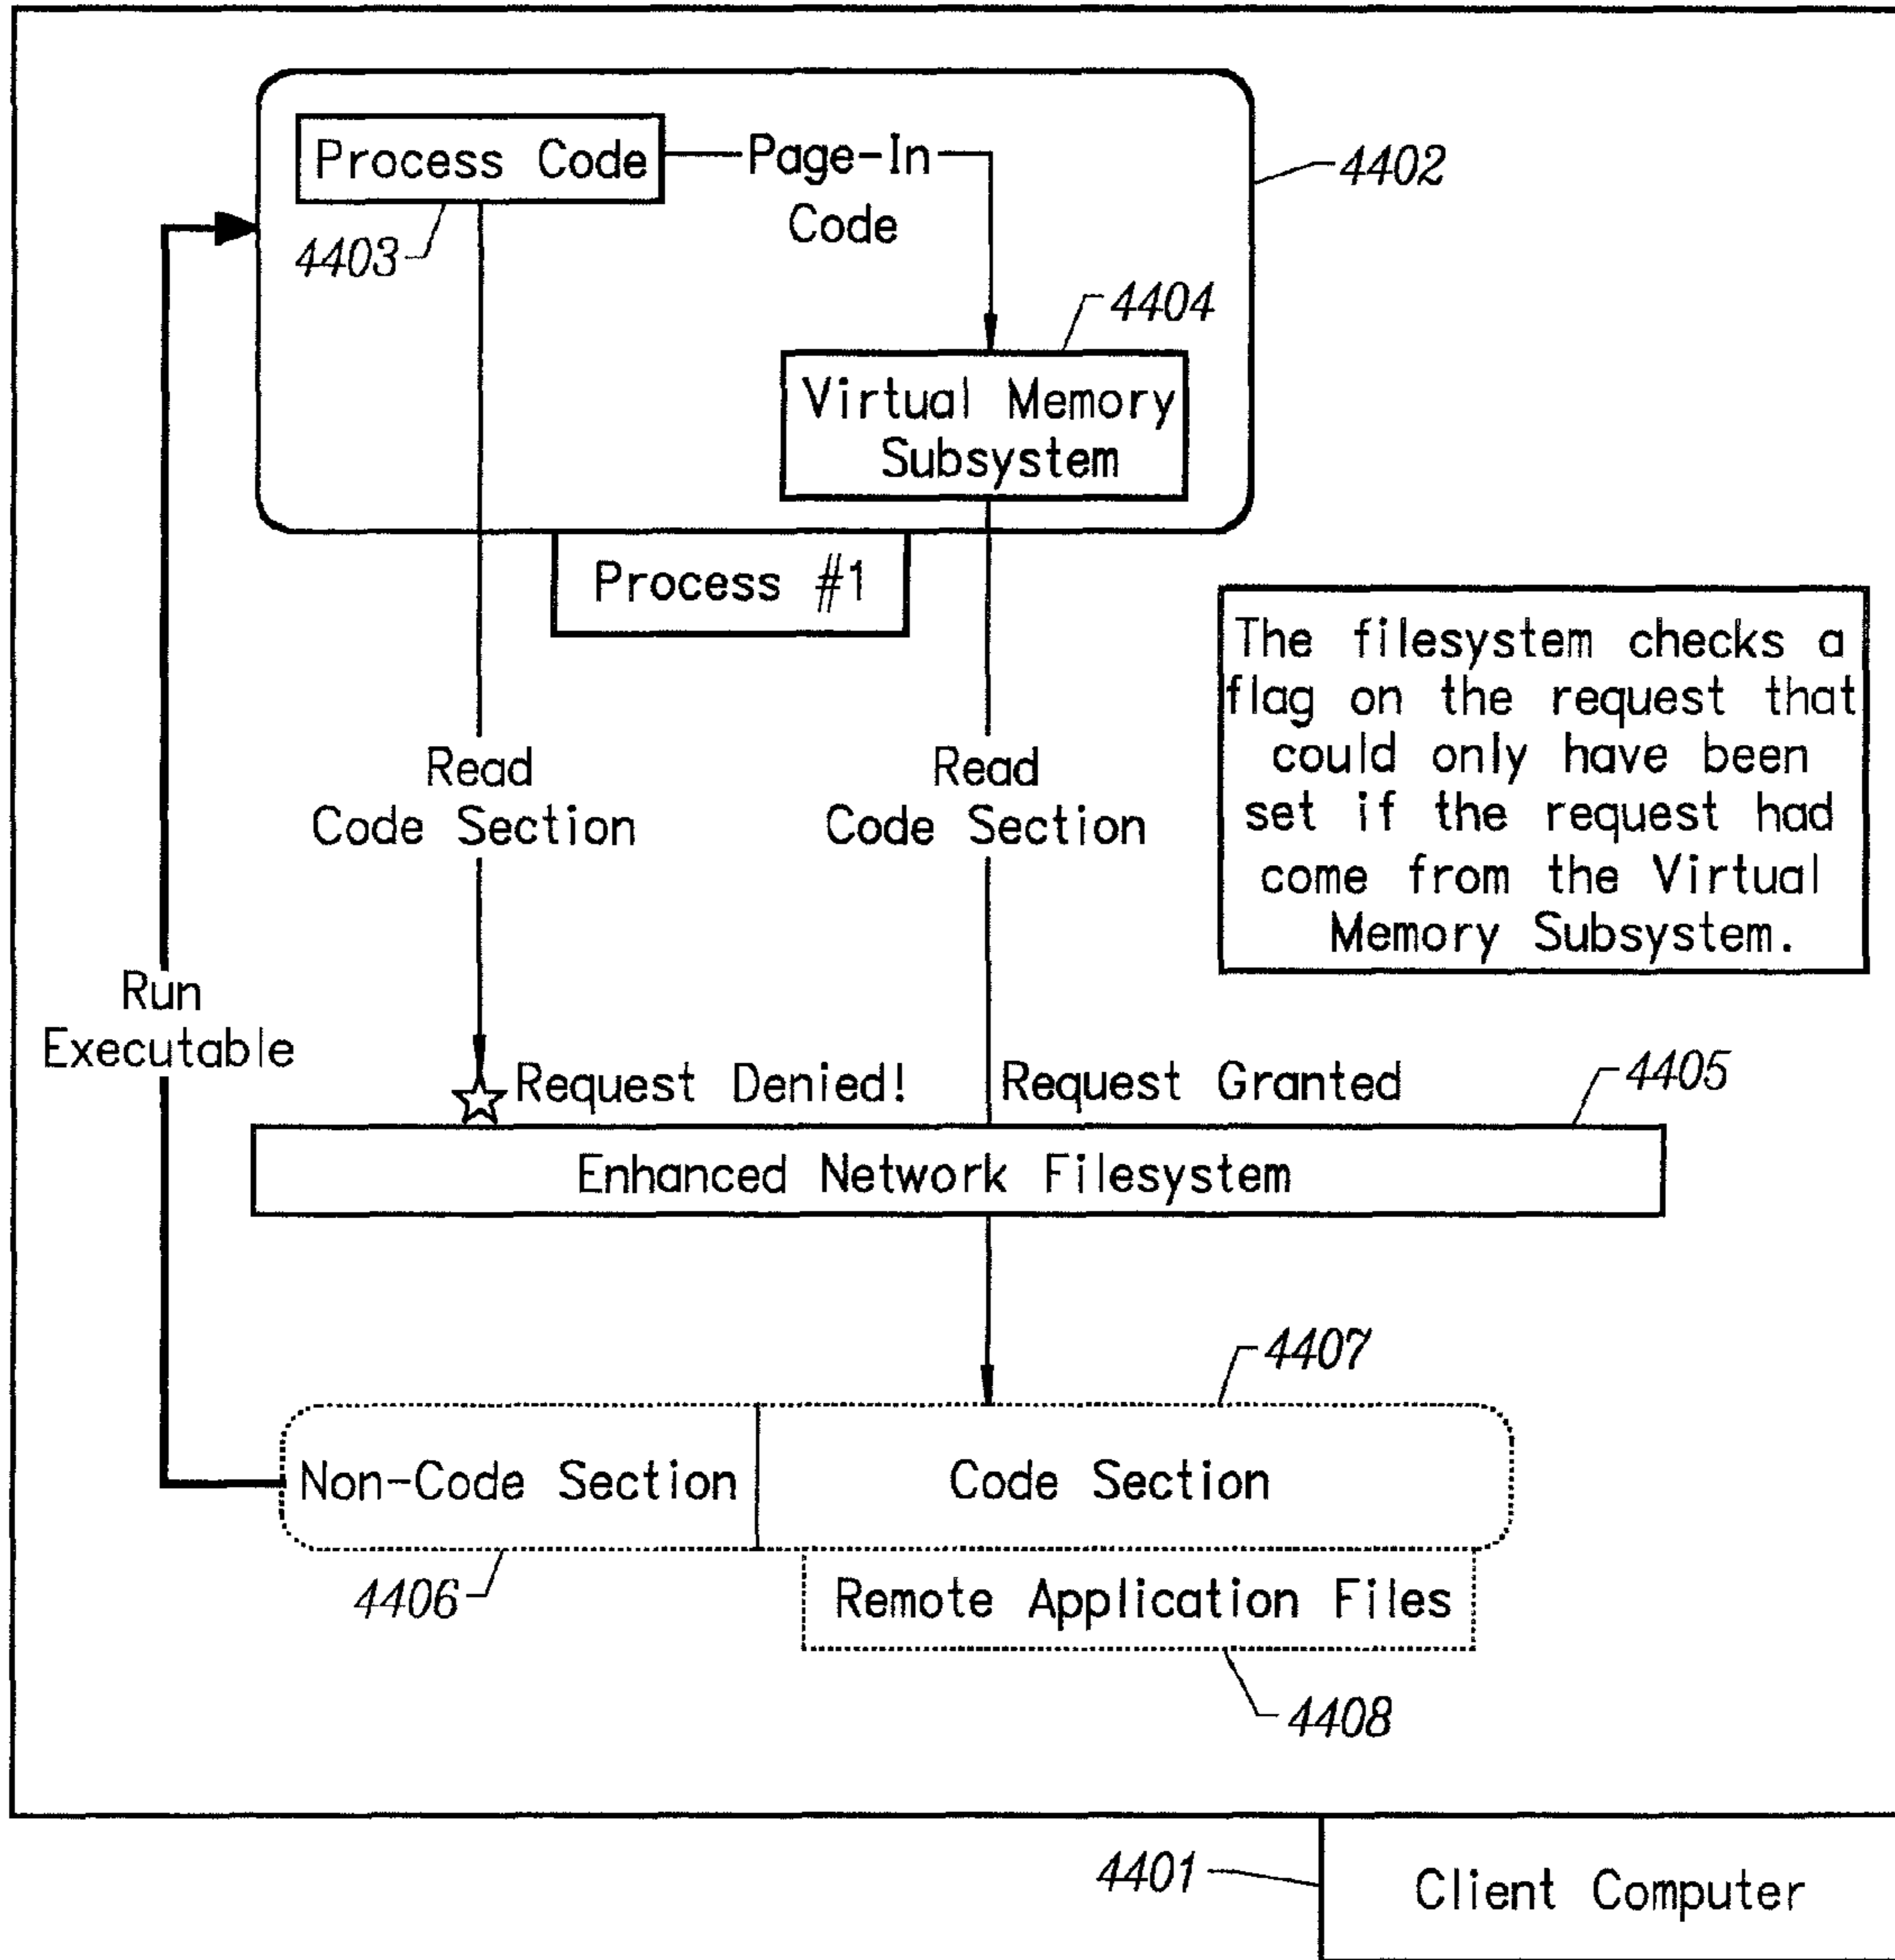 Process Code
Page-In
Code
4402
4403
4404
Virtual Memory
Subsystem
Process #1
The filesystem checks a
flag on the request that
could only have been
set if the request had
come from the Virtual
Memory Subsystem.
Read
Code Section
Read
Code Section
Run
Executable
Request Denied!
Request Granted
4405
Enhanced Network Filesystem
4407
Non-Code Section
Code Section
4406
Remote Application Files
4408
4401
Client Computer